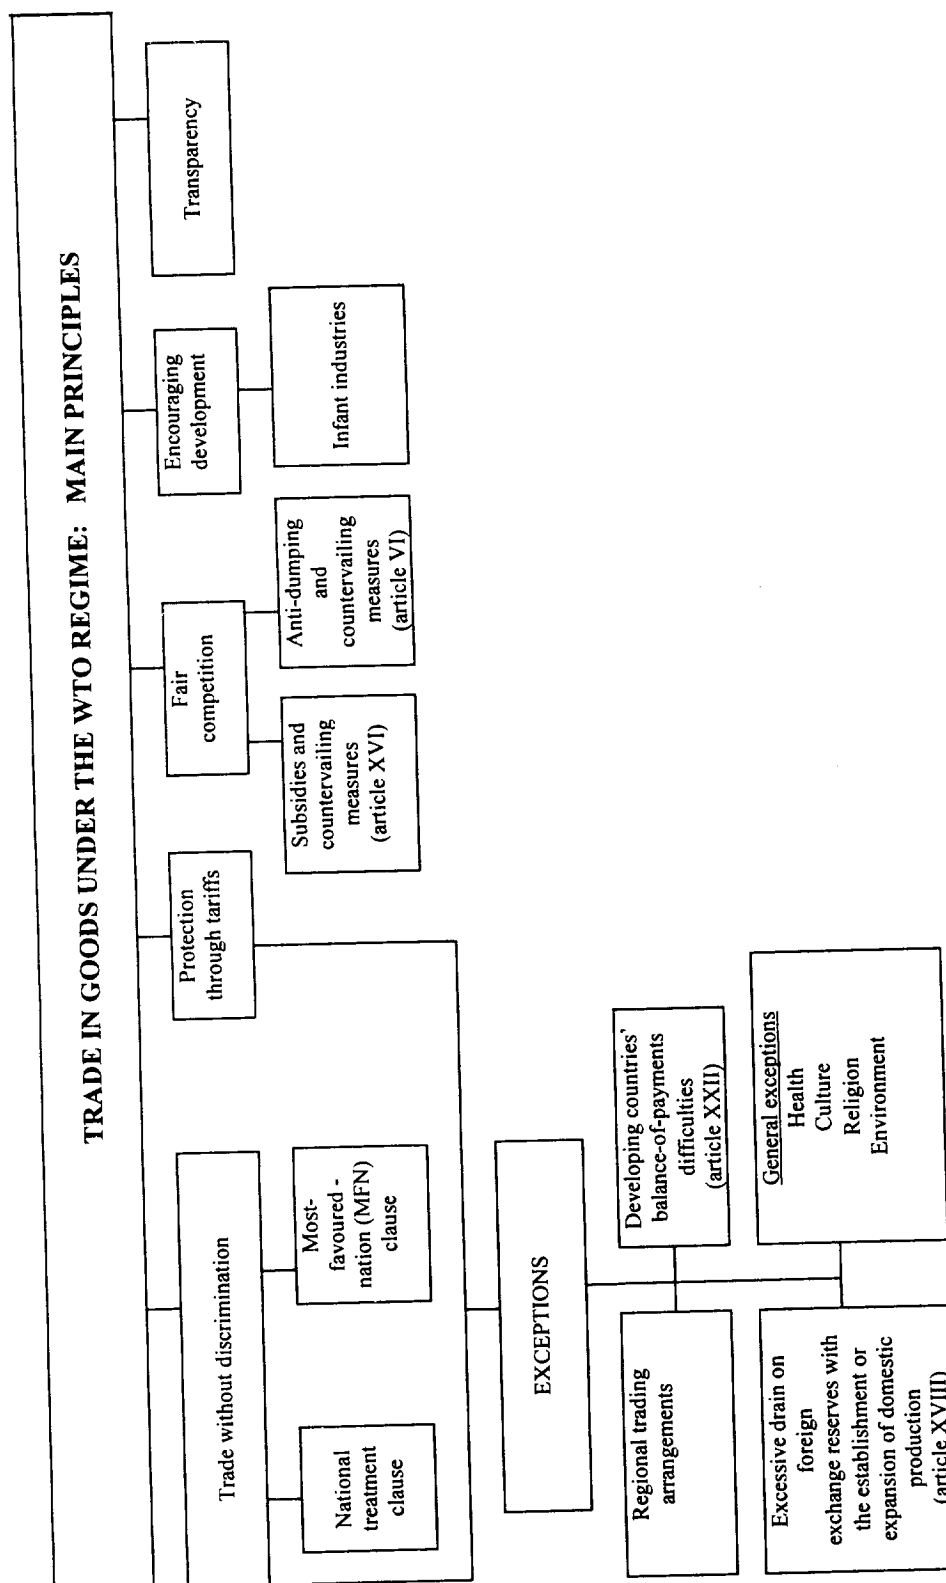 TRADE IN GOODS UNDER THE WTO REGIME: MAIN PRINCIPLES
Trade without discrimination
Protection
through tariffs
Fair
competition
Encouraging
development
Transparency
National
treatment
clause
Most-
favoured -
nation (MFN)
clause
Subsidies and
countervailing
measures
(article XVI)
Anti-dumping
and
countervailing
measures
(article VI)
Infant industries
EXCEPTIONS
Regional trading
arrangements
Developing countries'
balance-of-payments
difficulties
(article XXII)
Excessive drain on
foreign
exchange reserves with
the establishment or
expansion of domestic
production
(article XVIII)
General exceptions
Health
Culture
Religion
Environment